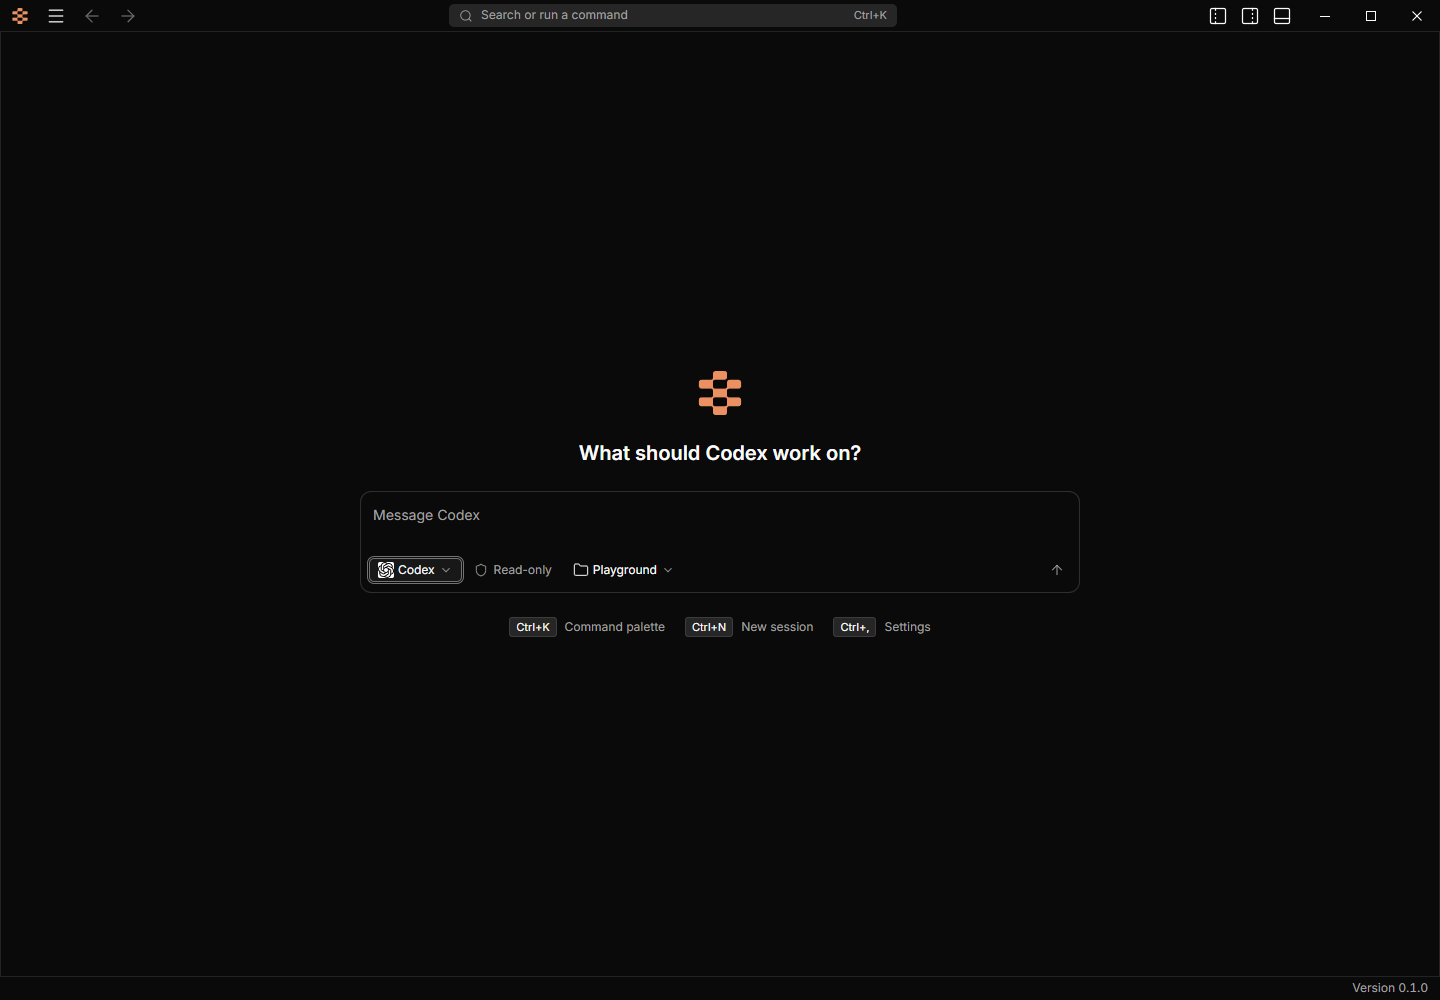 Search or run a command Ctrl+K
What should Codex work on?
Message Codex
Codex Read-only Playground
Ctrl+K Command palette Ctrl+N New session Ctrl+, Settings
Version 0.1.0